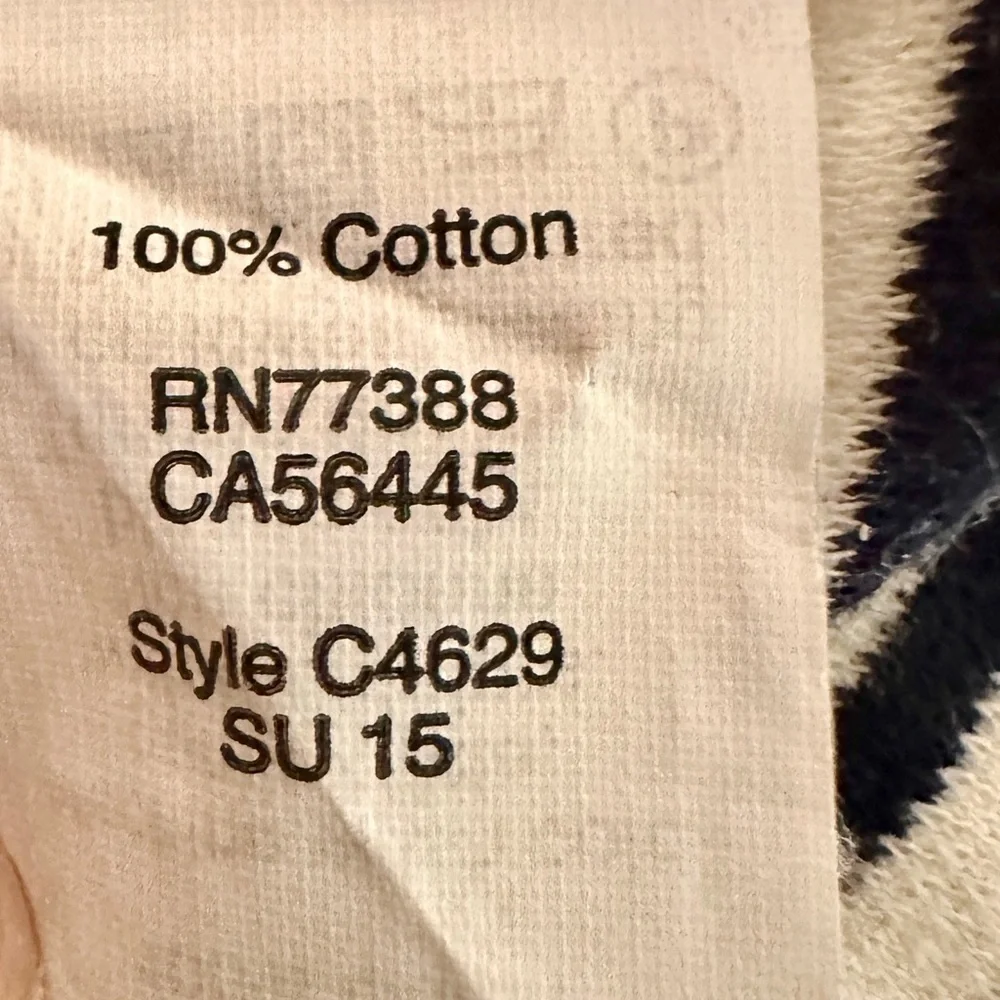 100% Cotton
RN77388
CA56445
Style C4629
SU 15